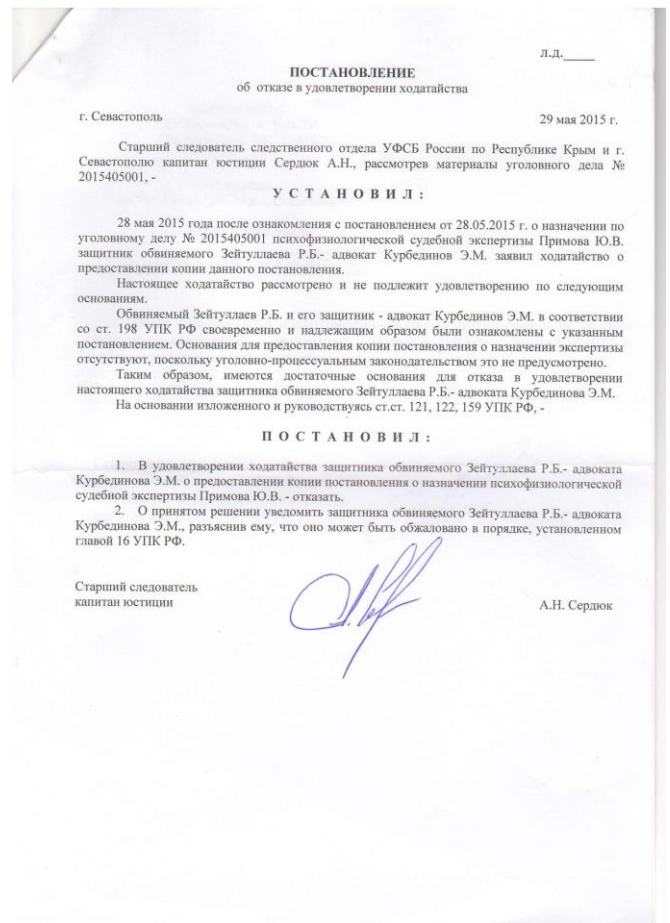 л.д.____
ПОСТАНОВЛЕНИЕ
об отказе в удовлетворении ходатайства
г. Севастополь
29 мая 2015 г.
Старший следователь следственного отдела УФСБ России по Республике Крым и г.
Севастополю капитан юстиции Сердюк А.Н., рассмотрев материалы уголовного дела №
2015405001, -
У С Т А Н О В И Л :
28 мая 2015 года после ознакомления с постановлением от 28.05.2015 г. о назначении по
уголовному делу № 2015405001 психофизиологической судебной экспертизы Примова Ю.В.
защитник обвиняемого Зейтуллаева Р.Б.- адвокат Курбединов Э.М. заявил ходатайство о
предоставлении копии данного постановления.
Настоящее ходатайство рассмотрено и не подлежит удовлетворению по следующим
основаниям.
Обвиняемый Зейтуллаев Р.Б. и его защитник - адвокат Курбединов Э.М. в соответствии
со ст. 198 УПК РФ своевременно и надлежащим образом были ознакомлены с указанным
постановлением. Основания для предоставления копии постановления о назначении экспертизы
отсутствуют, поскольку уголовно-процессуальным законодательством это не предусмотрено.
Таким образом, имеются достаточные основания для отказа в удовлетворении
настоящего ходатайства защитника обвиняемого Зейтуллаева Р.Б.- адвоката Курбединова Э.М.
На основании изложенного и руководствуясь ст.ст. 121, 122, 159 УПК РФ, -
П О С Т А Н О В И Л :
1. В удовлетворении ходатайства защитника обвиняемого Зейтуллаева Р.Б.- адвоката
Курбединова Э.М. о предоставлении копии постановления о назначении психофизиологической
судебной экспертизы Примова Ю.В. - отказать.
2. О принятом решении уведомить защитника обвиняемого Зейтуллаева Р.Б.- адвоката
Курбединова Э.М., разъяснив ему, что оно может быть обжаловано в порядке, установленном
главой 16 УПК РФ.
Старший следователь
капитан юстиции
А.Н. Сердюк